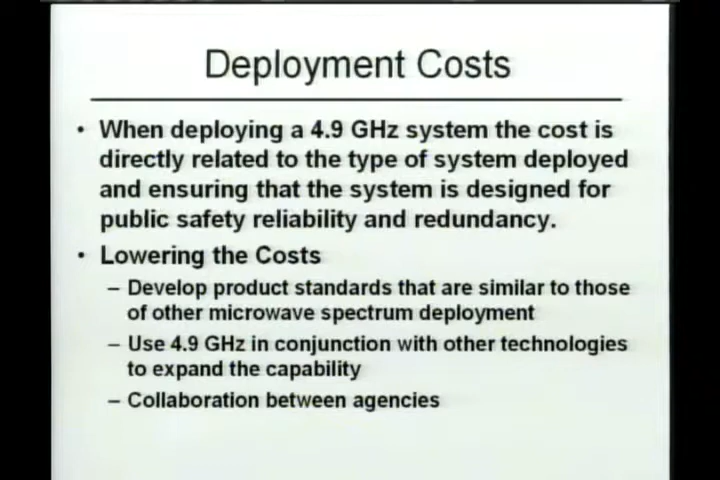 Deployment Costs
• When deploying a 4.9 GHz system the cost is
directly related to the type of system deployed
and ensuring that the system is designed for
public safety reliability and redundancy.
• Lowering the Costs
– Develop product standards that are similar to those
of other microwave spectrum deployment
– Use 4.9 GHz in conjunction with other technologies
to expand the capability
– Collaboration between agencies